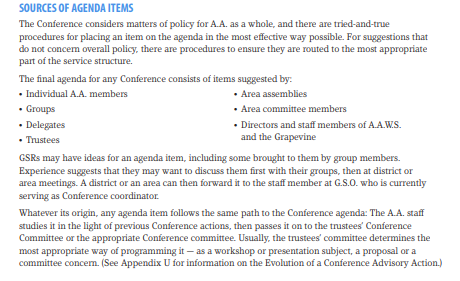 SOURCES OF AGENDA ITEMS
The Conference considers matters of policy for A.A. as a whole, and there are tried-and-true
procedures for placing an item on the agenda in the most effective way possible. For suggestions that
do not concern overall policy, there are procedures to ensure they are routed to the most appropriate
part of the service structure.
The final agenda for any Conference consists of items suggested by:
• Individual A.A. members
• Groups
• Delegates
• Trustees
• Area assemblies
• Area committee members
• Directors and staff members of A.A.W.S.
and the Grapevine
GSRs may have ideas for an agenda item, including some brought to them by group members.
Experience suggests that they may want to discuss them first with their groups, then at district or
area meetings. A district or an area can then forward it to the staff member at G.S.O. who is currently
serving as Conference coordinator.
Whatever its origin, any agenda item follows the same path to the Conference agenda: The A.A. staff
studies it in the light of previous Conference actions, then passes it on to the trustees’ Conference
Committee or the appropriate Conference committee. Usually, the trustees’ committee determines the
most appropriate way of programming it — as a workshop or presentation subject, a proposal or a
committee concern. (See Appendix U for information on the Evolution of a Conference Advisory Action.)